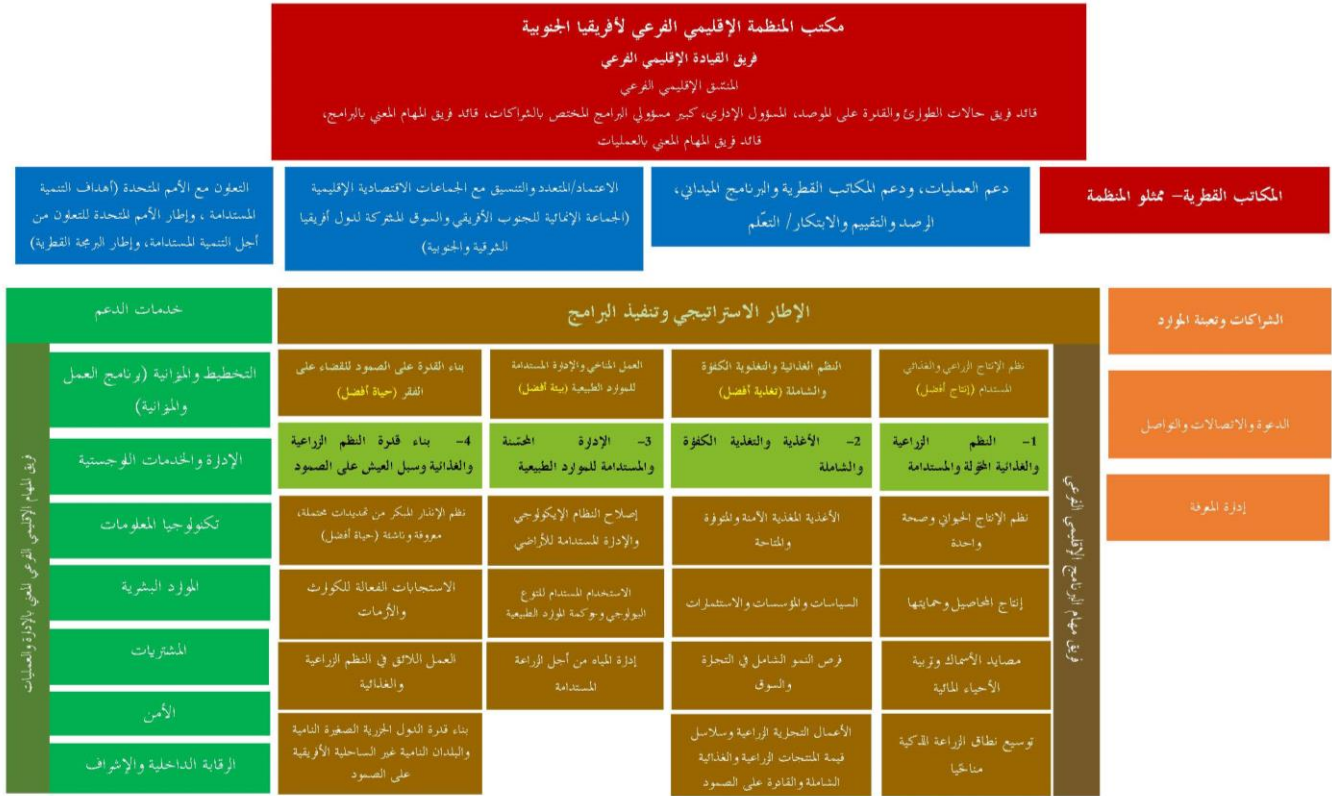 مكتب المنظمة الإقليمي الفرعي لأفريقيا الجنوبية
فريق القيادة الإقليمي الفرعي
المنسّق الإقليمي الفرعي
قائد فريق حالات الطوارئ والقدرة على الموصد، المسؤول الإداري، كبير مسؤولي البرامج المختص بالشراكات، قائد فريق المهام المعني بالبرامج،
قائد فريق المهام المعني بالعمليات
المكاتب القطرية– ممثلو المنظمة
دعم العمليات، ودعم المكاتب القطرية والبرنامج الميداني،
الرصد والتقييم والابتكار/ التعّلم
الاعتماد/المتعدد والتنسيق مع الجماعات الاقتصادية الإقليمية
(الجماعة الإنمائية للجنوب الأفريقي والسوق المشتركة لدول أفريقيا
الشرقية والجنوبية)
التعاون مع الأمم المتحدة (أهداف التنمية
المستدامة ، وإطار الأمم المتحدة للتعاون من
أجل التنمية المستدامة، وإطار البرمجة القطرية)
الشراكات وتعبئة الموارد
الدعوة والاتصالات والتواصل
إدارة المعرفة
الإطار الاستراتيجي وتنفيذ البرامج
فريق مهام البرنامج الإقليمي الفرعي
نظم الإنتاج الزراعي والغذائي
المستدام (إنتاج أفضل)
النظم الغذائية والتغذوية الكفؤة
والشاملة (تغذية أفضل)
العمل المناخي والإدارة المستدامة
للموارد الطبيعية (بيئة أفضل)
بناء القدرة على الصمود للقضاء على
الفقر (حياة أفضل)
1– النظم الزراعية
والغذائية المحّولة والمستدامة
2– الأغذية والتغذية الكفؤة
والشاملة
3– الإدارة المحسّنة
والمستدامة للموارد الطبيعية
4– بناء قدرة النظم الزراعية
والغذائية وسبل العيش على الصمود
نظم الإنتاج الحيواني وصحة
واحدة
الأغذية المغذية الآمنة والمتوفرة
والمتاحة
إصلاح النظام الإيكولوجي
والإدارة المستدامة للأراضي
نظم الإنذار المبكر من تهديدات محتملة،
معروفة وناشئة (حياة أفضل)
إنتاج المحاصيل وحمايتها
السياسات والمؤسسات والاستثمارات
الاستخدام المستدام للتنوع
البيولوجي وحوكمة الموارد الطبيعية
الاستجابات الفعالة للكوارث
والأزمات
مصايد الأسماك وتربية
الأحياء المائية
فرص النمو الشامل في التجارة
والسوق
إدارة المياه من أجل الزراعة
المستدامة
العمل اللائق في النظم الزراعية
والغذائية
توسيع نطاق الزراعة الذكية
مناخيًا
الأعمال التجارية الزراعية وسلاسل
قيمة المنتجات الزراعية والغذائية
الشاملة والقادرة على الصمود
بناء قدرة الدول الجزرية الصغيرة النامية
والبلدان النامية غير الساحلية الأفريقية
على الصمود
خدمات الدعم
التخطيط والميزانية (برنامج العمل
والميزانية)
الإدارة والخدمات اللوجستية
تكنولوجيا المعلومات
الموارد البشرية
المشتريات
الأمن
الرقابة الداخلية والإشراف
فريق المهام الإقليمي الفرعي المعني بالإدارة والعمليات